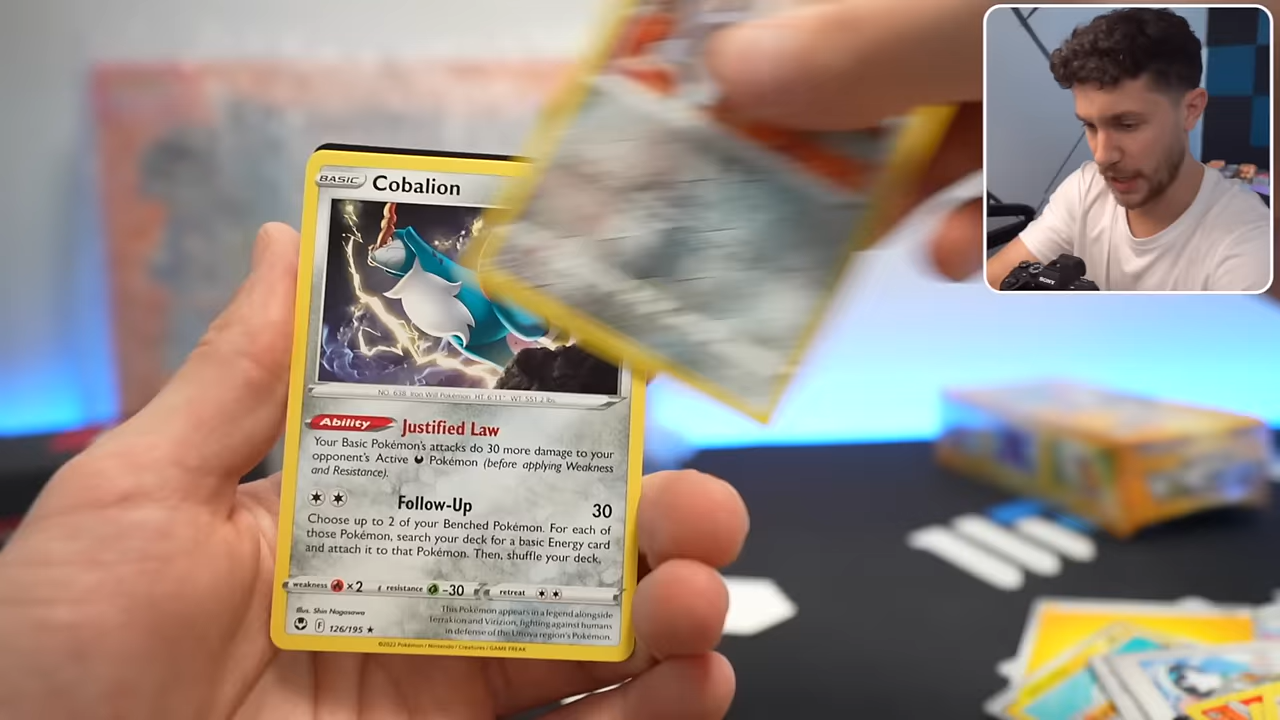 BASIC Cobalion
NO. 638 Iron Will Pokémon HT: 6'11" WT: 551.2 lbs.
Ability Justified Law
Your Basic Pokémon's attacks do 30 more damage to your
opponent's Active Pokémon (before applying Weakness
and Resistance).
Follow-Up 30
Choose up to 2 of your Benched Pokémon. For each of
those Pokémon, search your deck for a basic Energy card
and attach it to that Pokémon. Then, shuffle your deck.
weakness ×2 resistance -30 retreat
Illus. Shin Nagasawa
F 126/195 ★
This Pokémon appears in a legend alongside
Terrakion and Virizion, fighting against humans
in defense of the Unova region's Pokémon.
©2022 Pokémon / Nintendo / Creatures / GAME FREAK
SONY